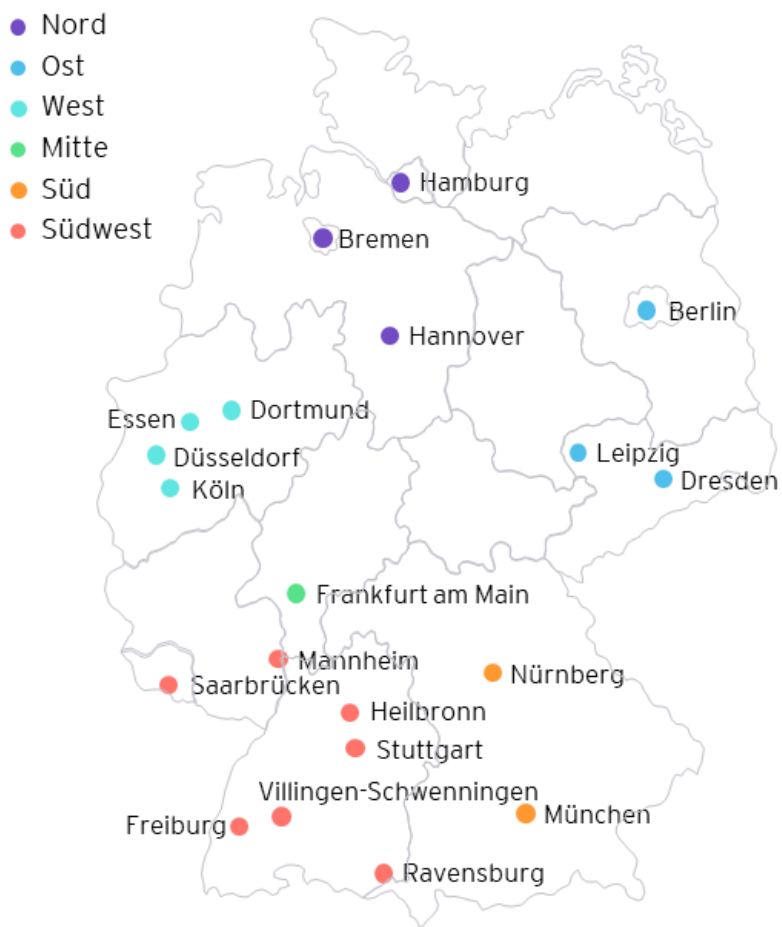 Nord
Ost
West
Mitte
Süd
Südwest
Hamburg
Bremen
Berlin
Hannover
Dortmund
Essen
Düsseldorf
Leipzig
Dresden
Köln
Frankfurt am Main
Mannheim
Nürnberg
Saarbrücken
Heilbronn
Stuttgart
Villingen-Schwenningen
München
Freiburg
Ravensburg